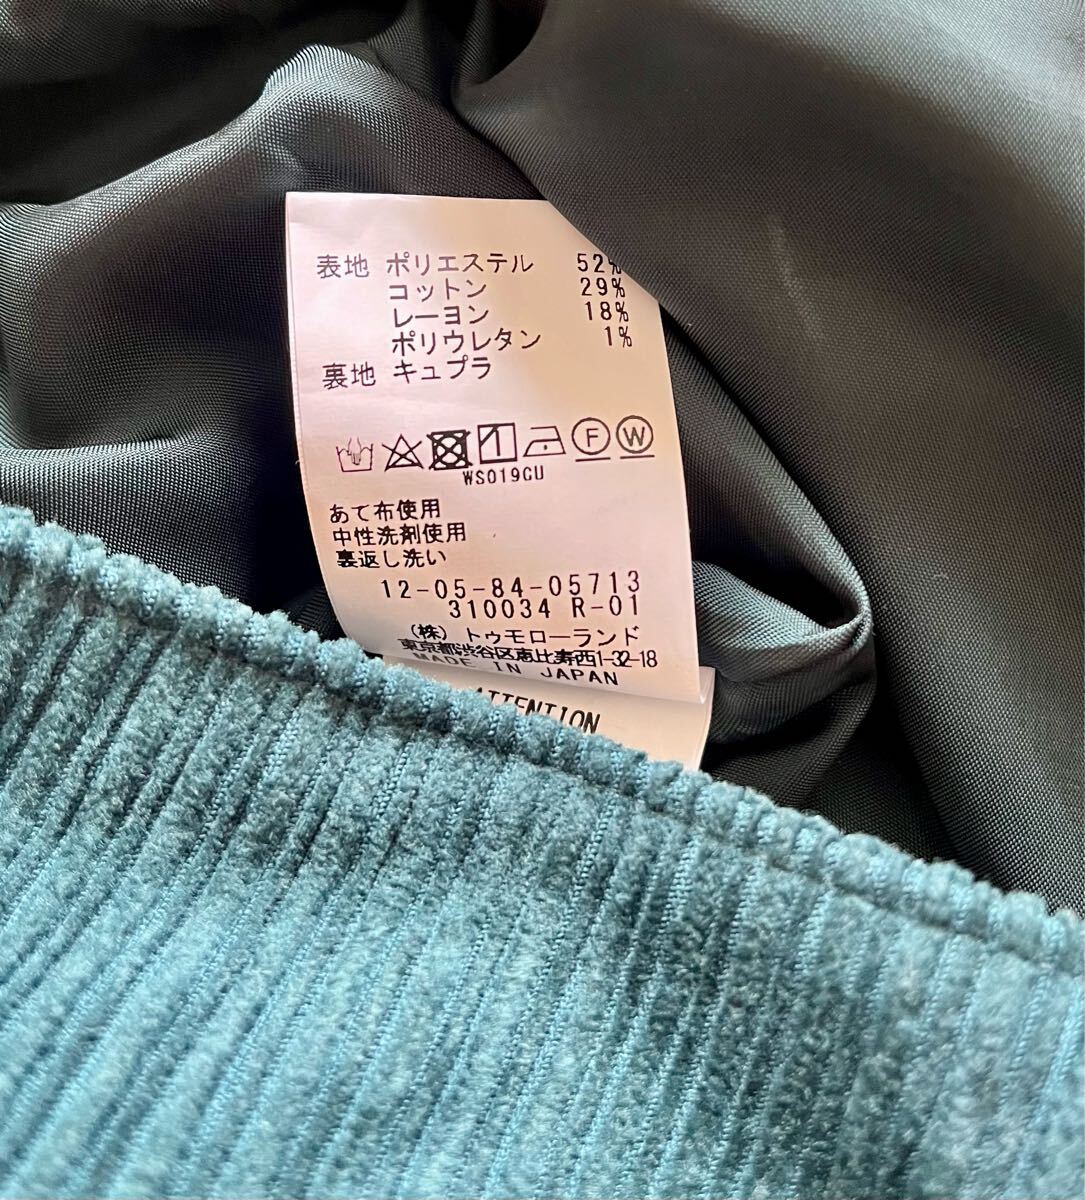 表地 ポリエステル 52%
コットン 29%
レーヨン 18%
ポリウレタン 1%
裏地 キュプラ
F W
WS019CU
あて布使用
中性洗剤使用
裏返し洗い
12-05-84-05713
310034 R-01
(株) トゥモローランド
東京都渋谷区恵比寿西1-32-18
MADE IN JAPAN
ATTENTION